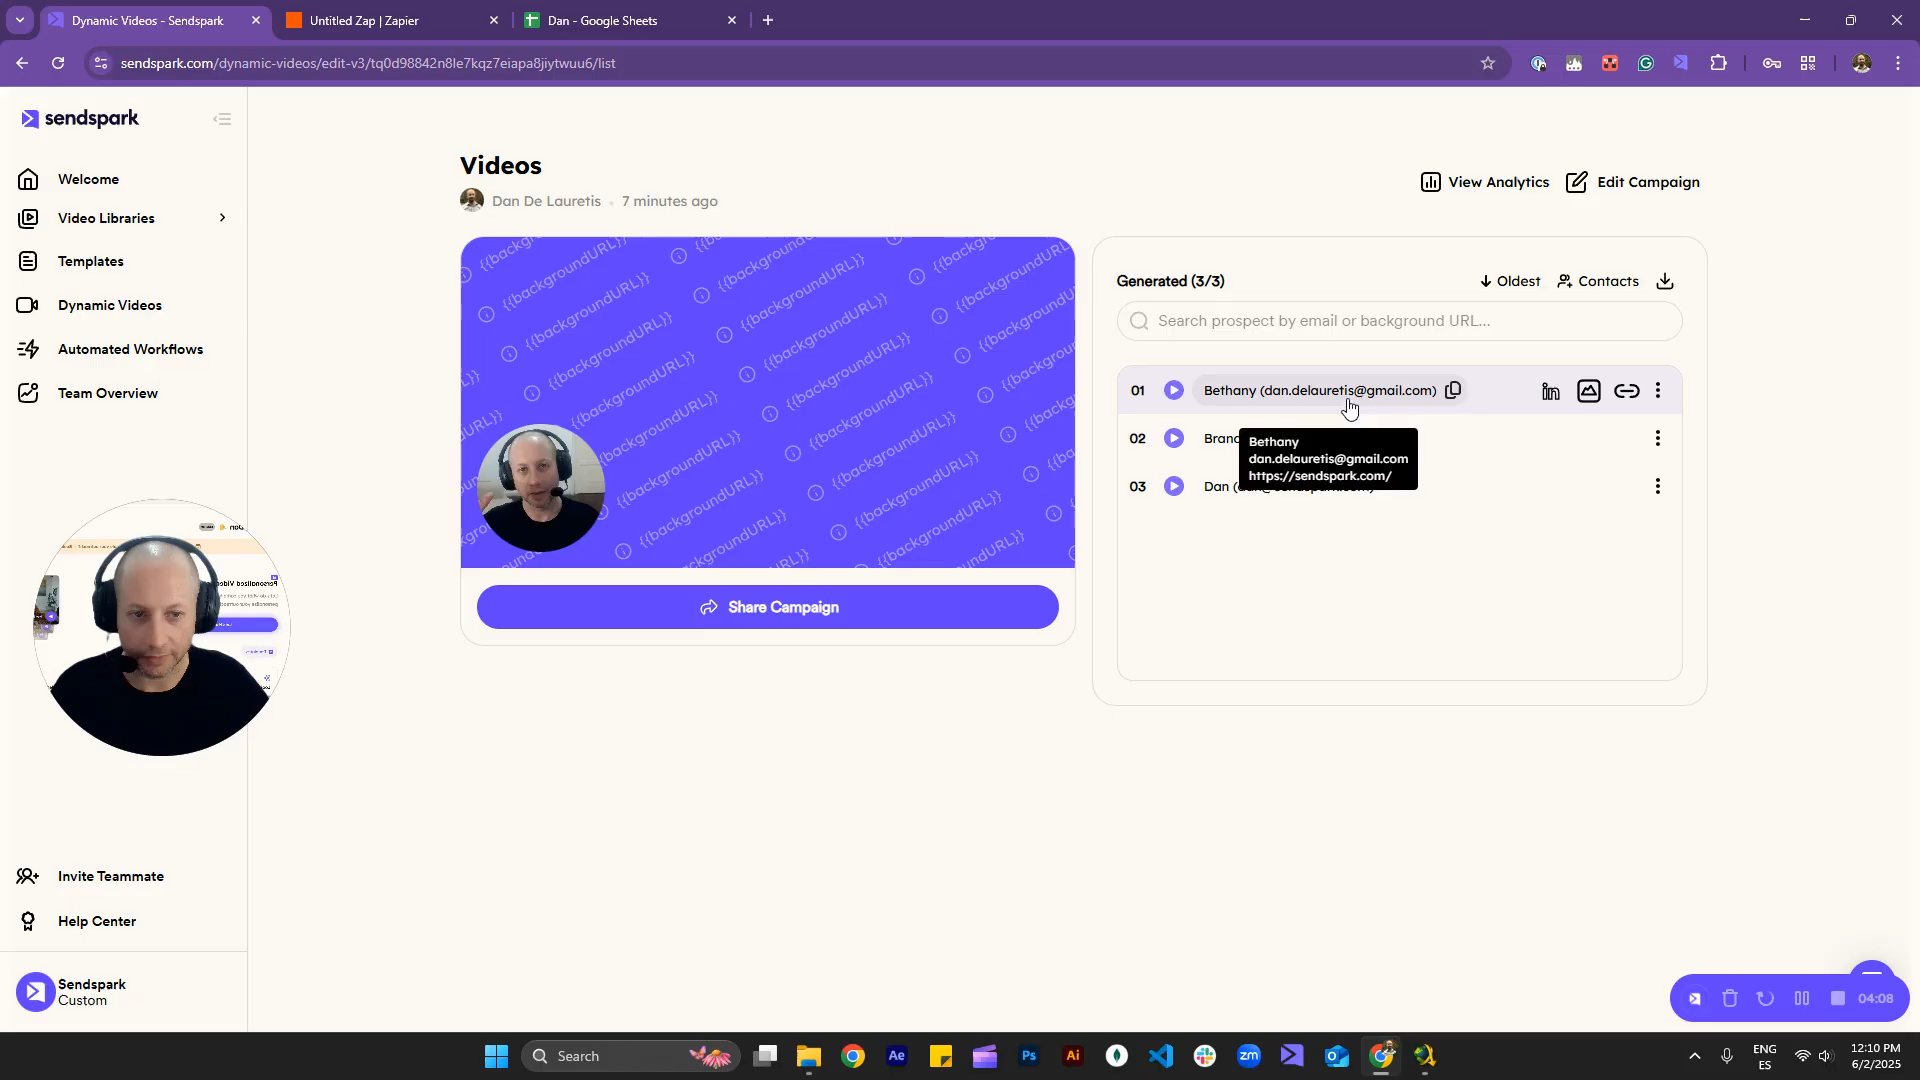 Dynamic Videos - Sendspark
Untitled Zap | Zapier
Dan - Google Sheets
sendspark.com/dynamic-videos/edit-v3/tq0d98842n8le7kqz7eiapa8jiytwuu6/list
sendspark
Welcome
Video Libraries
Templates
Dynamic Videos
Automated Workflows
Team Overview
Invite Teammate
Help Center
Sendspark
Custom
Videos
Dan De Lauretis
7 minutes ago
View Analytics
Edit Campaign
{{backgroundURL}}
Share Campaign
Generated (3/3)
Oldest
Contacts
Search prospect by email or background URL...
01
Bethany (dan.delauretis@gmail.com)
02
Bethany
dan.delauretis@gmail.com
https://sendspark.com/
03
Dan
04:08
Search
Ae
Ps
Ai
zm
ENG
ES
12:10 PM
6/2/2025